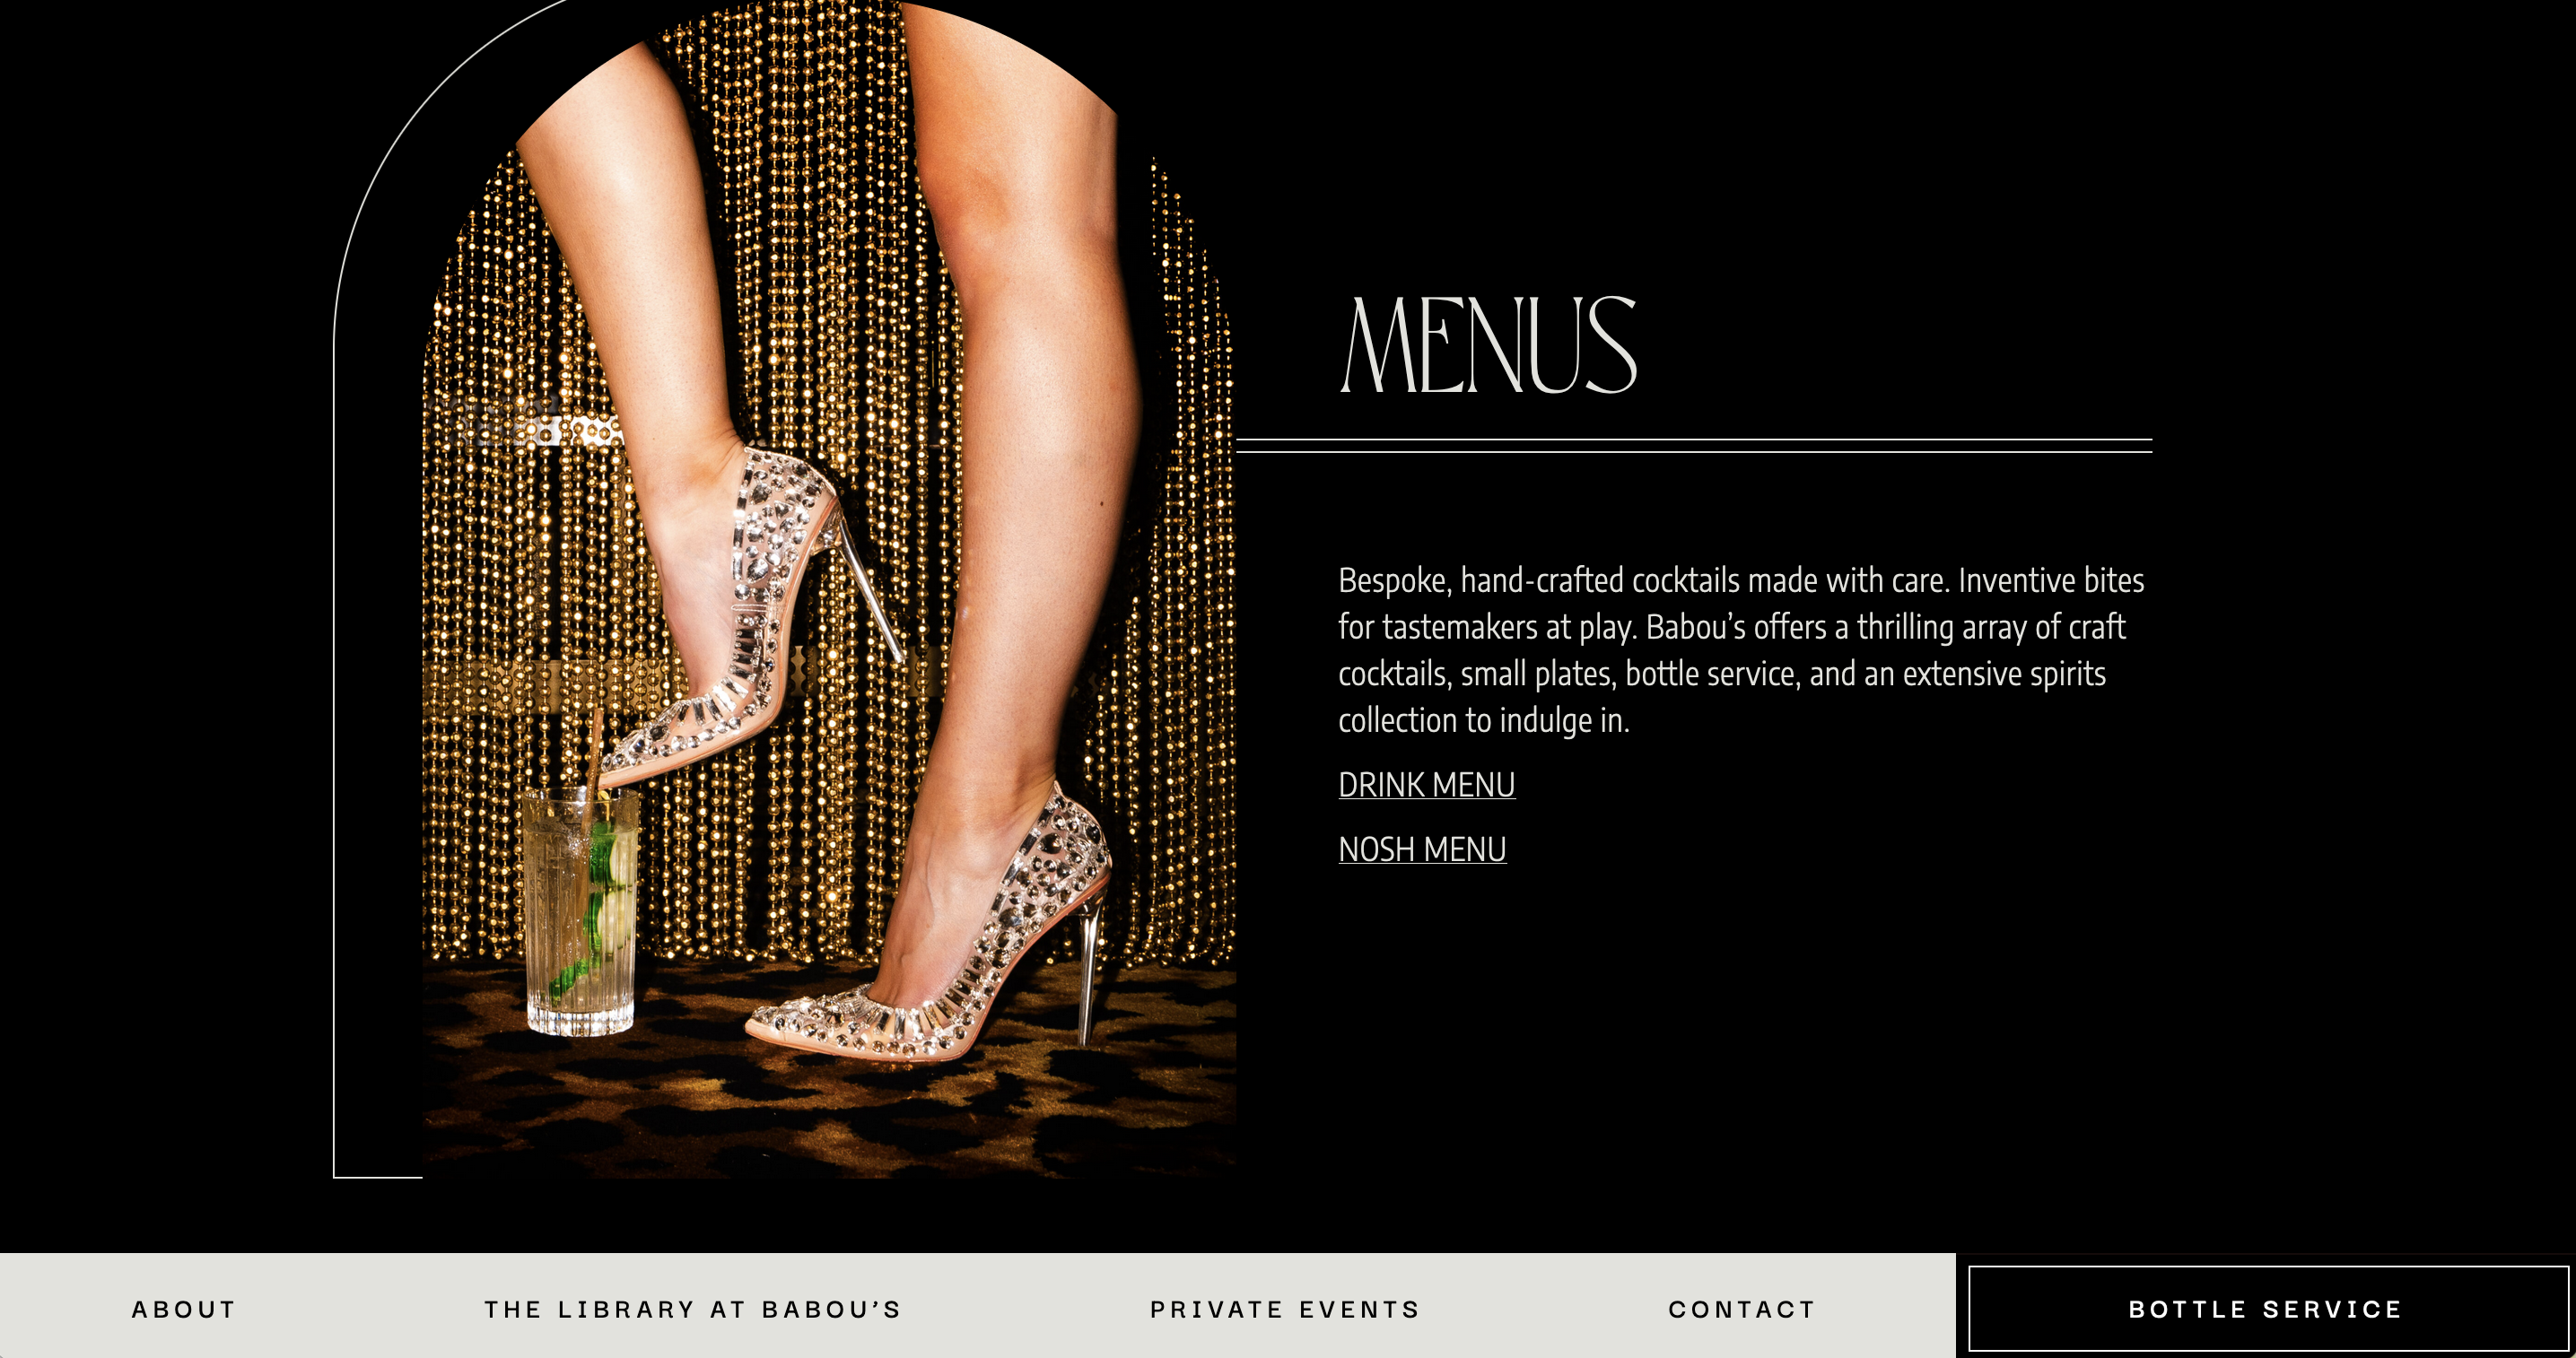 MENUS
Bespoke, hand-crafted cocktails made with care. Inventive bites
for tastemakers at play. Babou’s offers a thrilling array of craft
cocktails, small plates, bottle service, and an extensive spirits
collection to indulge in.
DRINK MENU
NOSH MENU
ABOUT
THE LIBRARY AT BABOU’S
PRIVATE EVENTS
CONTACT
BOTTLE SERVICE